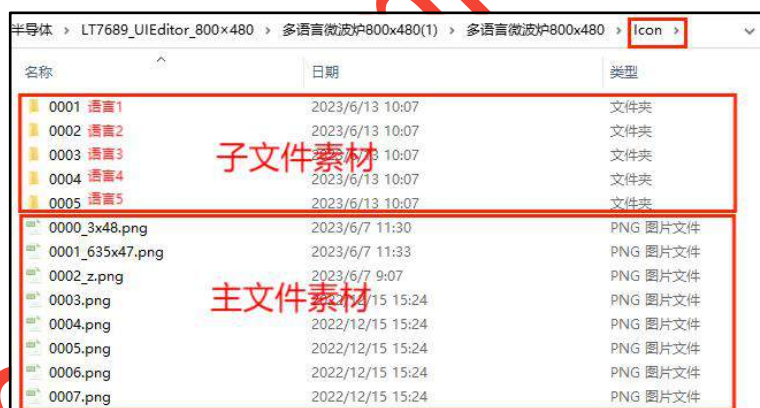 半导体 › LT7689_UIEditor_800×480 › 多语言微波炉800x480(1) › 多语言微波炉800x480 › Icon ›
名称 日期 类型
0001 语言1 2023/6/13 10:07 文件夹
0002 语言2 2023/6/13 10:07 文件夹
0003 语言3 2023/6/13 10:07 文件夹
子文件素材
0004 语言4 2023/6/13 10:07 文件夹
0005 语言5 2023/6/13 10:07 文件夹
0000_3x48.png 2023/6/7 11:30 PNG 图片文件
0001_635x47.png 2023/6/7 11:33 PNG 图片文件
0002_z.png 2023/6/7 9:07 PNG 图片文件
主文件素材
0003.png 2022/12/15 15:24 PNG 图片文件
0004.png 2022/12/15 15:24 PNG 图片文件
0005.png 2022/12/15 15:24 PNG 图片文件
0006.png 2022/12/15 15:24 PNG 图片文件
0007.png 2022/12/15 15:24 PNG 图片文件